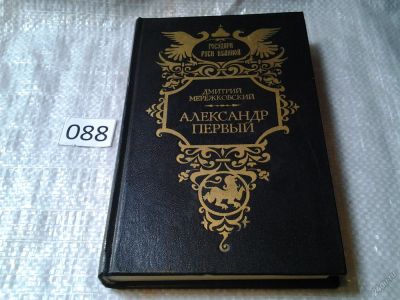 ГОСУДАРИ
РУСИ ВЕЛИКОЙ
ДМИТРИЙ
МЕРЕЖКОВСКИЙ
АЛЕКСАНДР
ПЕРВЫЙ
088